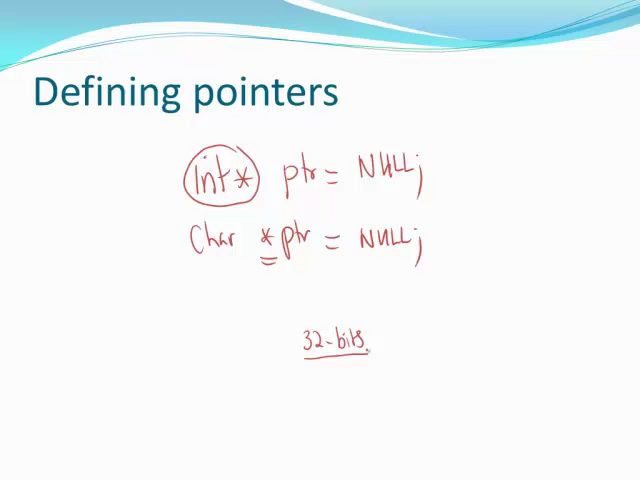 Defining pointers
int* ptr = NULL;
Char *ptr = NULL;
32-bits.